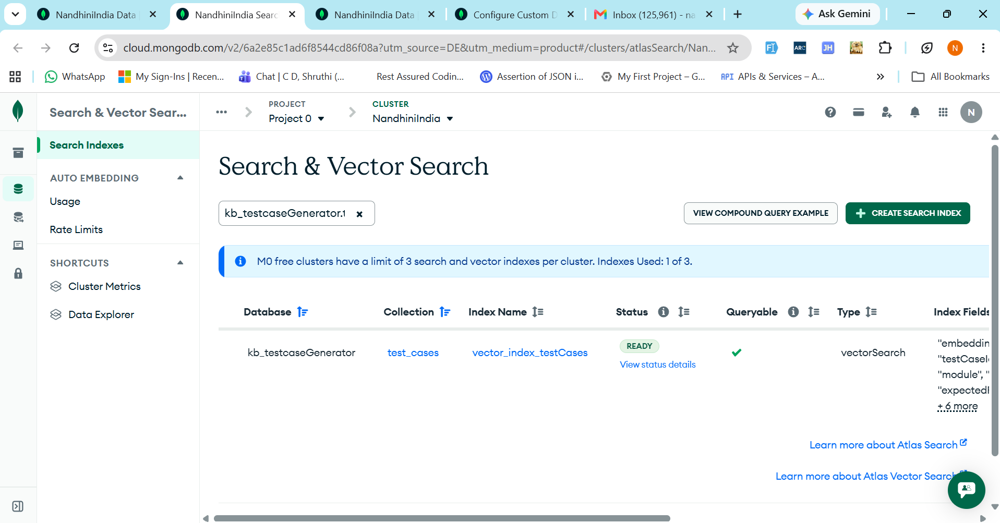 NandhiniIndia Data
NandhiniIndia Searc
NandhiniIndia Data
Configure Custom D
Inbox (125,961) - na
Ask Gemini
cloud.mongodb.com/v2/6a2e85c1ad6f8544cd86f08a?utm_source=DE&utm_medium=product#/clusters/atlasSearch/Nan...
FI
ARC
JH
N
WhatsApp
My Sign-Ins | Recen...
Chat | C D, Shruthi (...
Rest Assured Codin...
Assertion of JSON i...
My First Project – G...
API APIs & Services – A...
All Bookmarks
Search & Vector Sear...
PROJECT
Project 0
CLUSTER
NandhiniIndia
N
Search Indexes
AUTO EMBEDDING
Usage
Rate Limits
SHORTCUTS
Cluster Metrics
Data Explorer
Search & Vector Search
kb_testcaseGenerator.t
VIEW COMPOUND QUERY EXAMPLE
CREATE SEARCH INDEX
M0 free clusters have a limit of 3 search and vector indexes per cluster. Indexes Used: 1 of 3.
Database Collection Index Name Status Queryable Type Index Fields
kb_testcaseGenerator test_cases vector_index_testCases READY vectorSearch
View status details
"embeddin
"testCaseId
"module", "
"expectedR
+ 6 more
Learn more about Atlas Search
Learn more about Atlas Vector Search